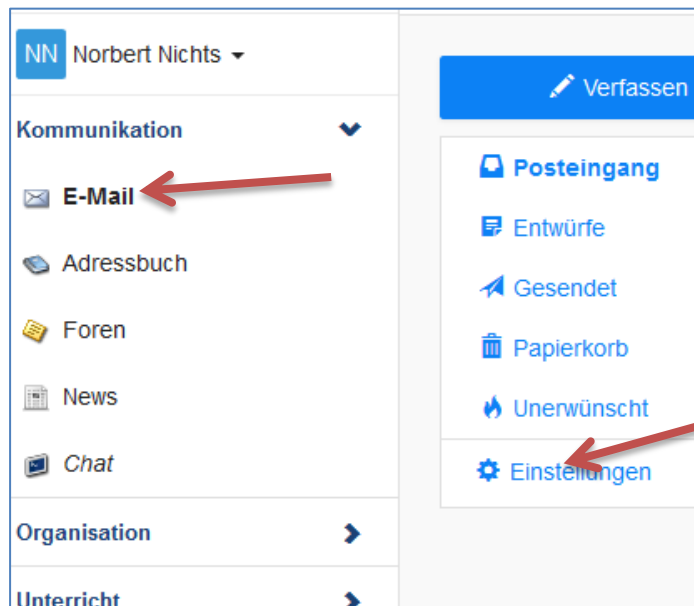 NN Norbert Nichts
Kommunikation
E-Mail
Adressbuch
Foren
News
Chat
Organisation
Unterricht
Verfassen
Posteingang
Entwürfe
Gesendet
Papierkorb
Unerwünscht
Einstellungen